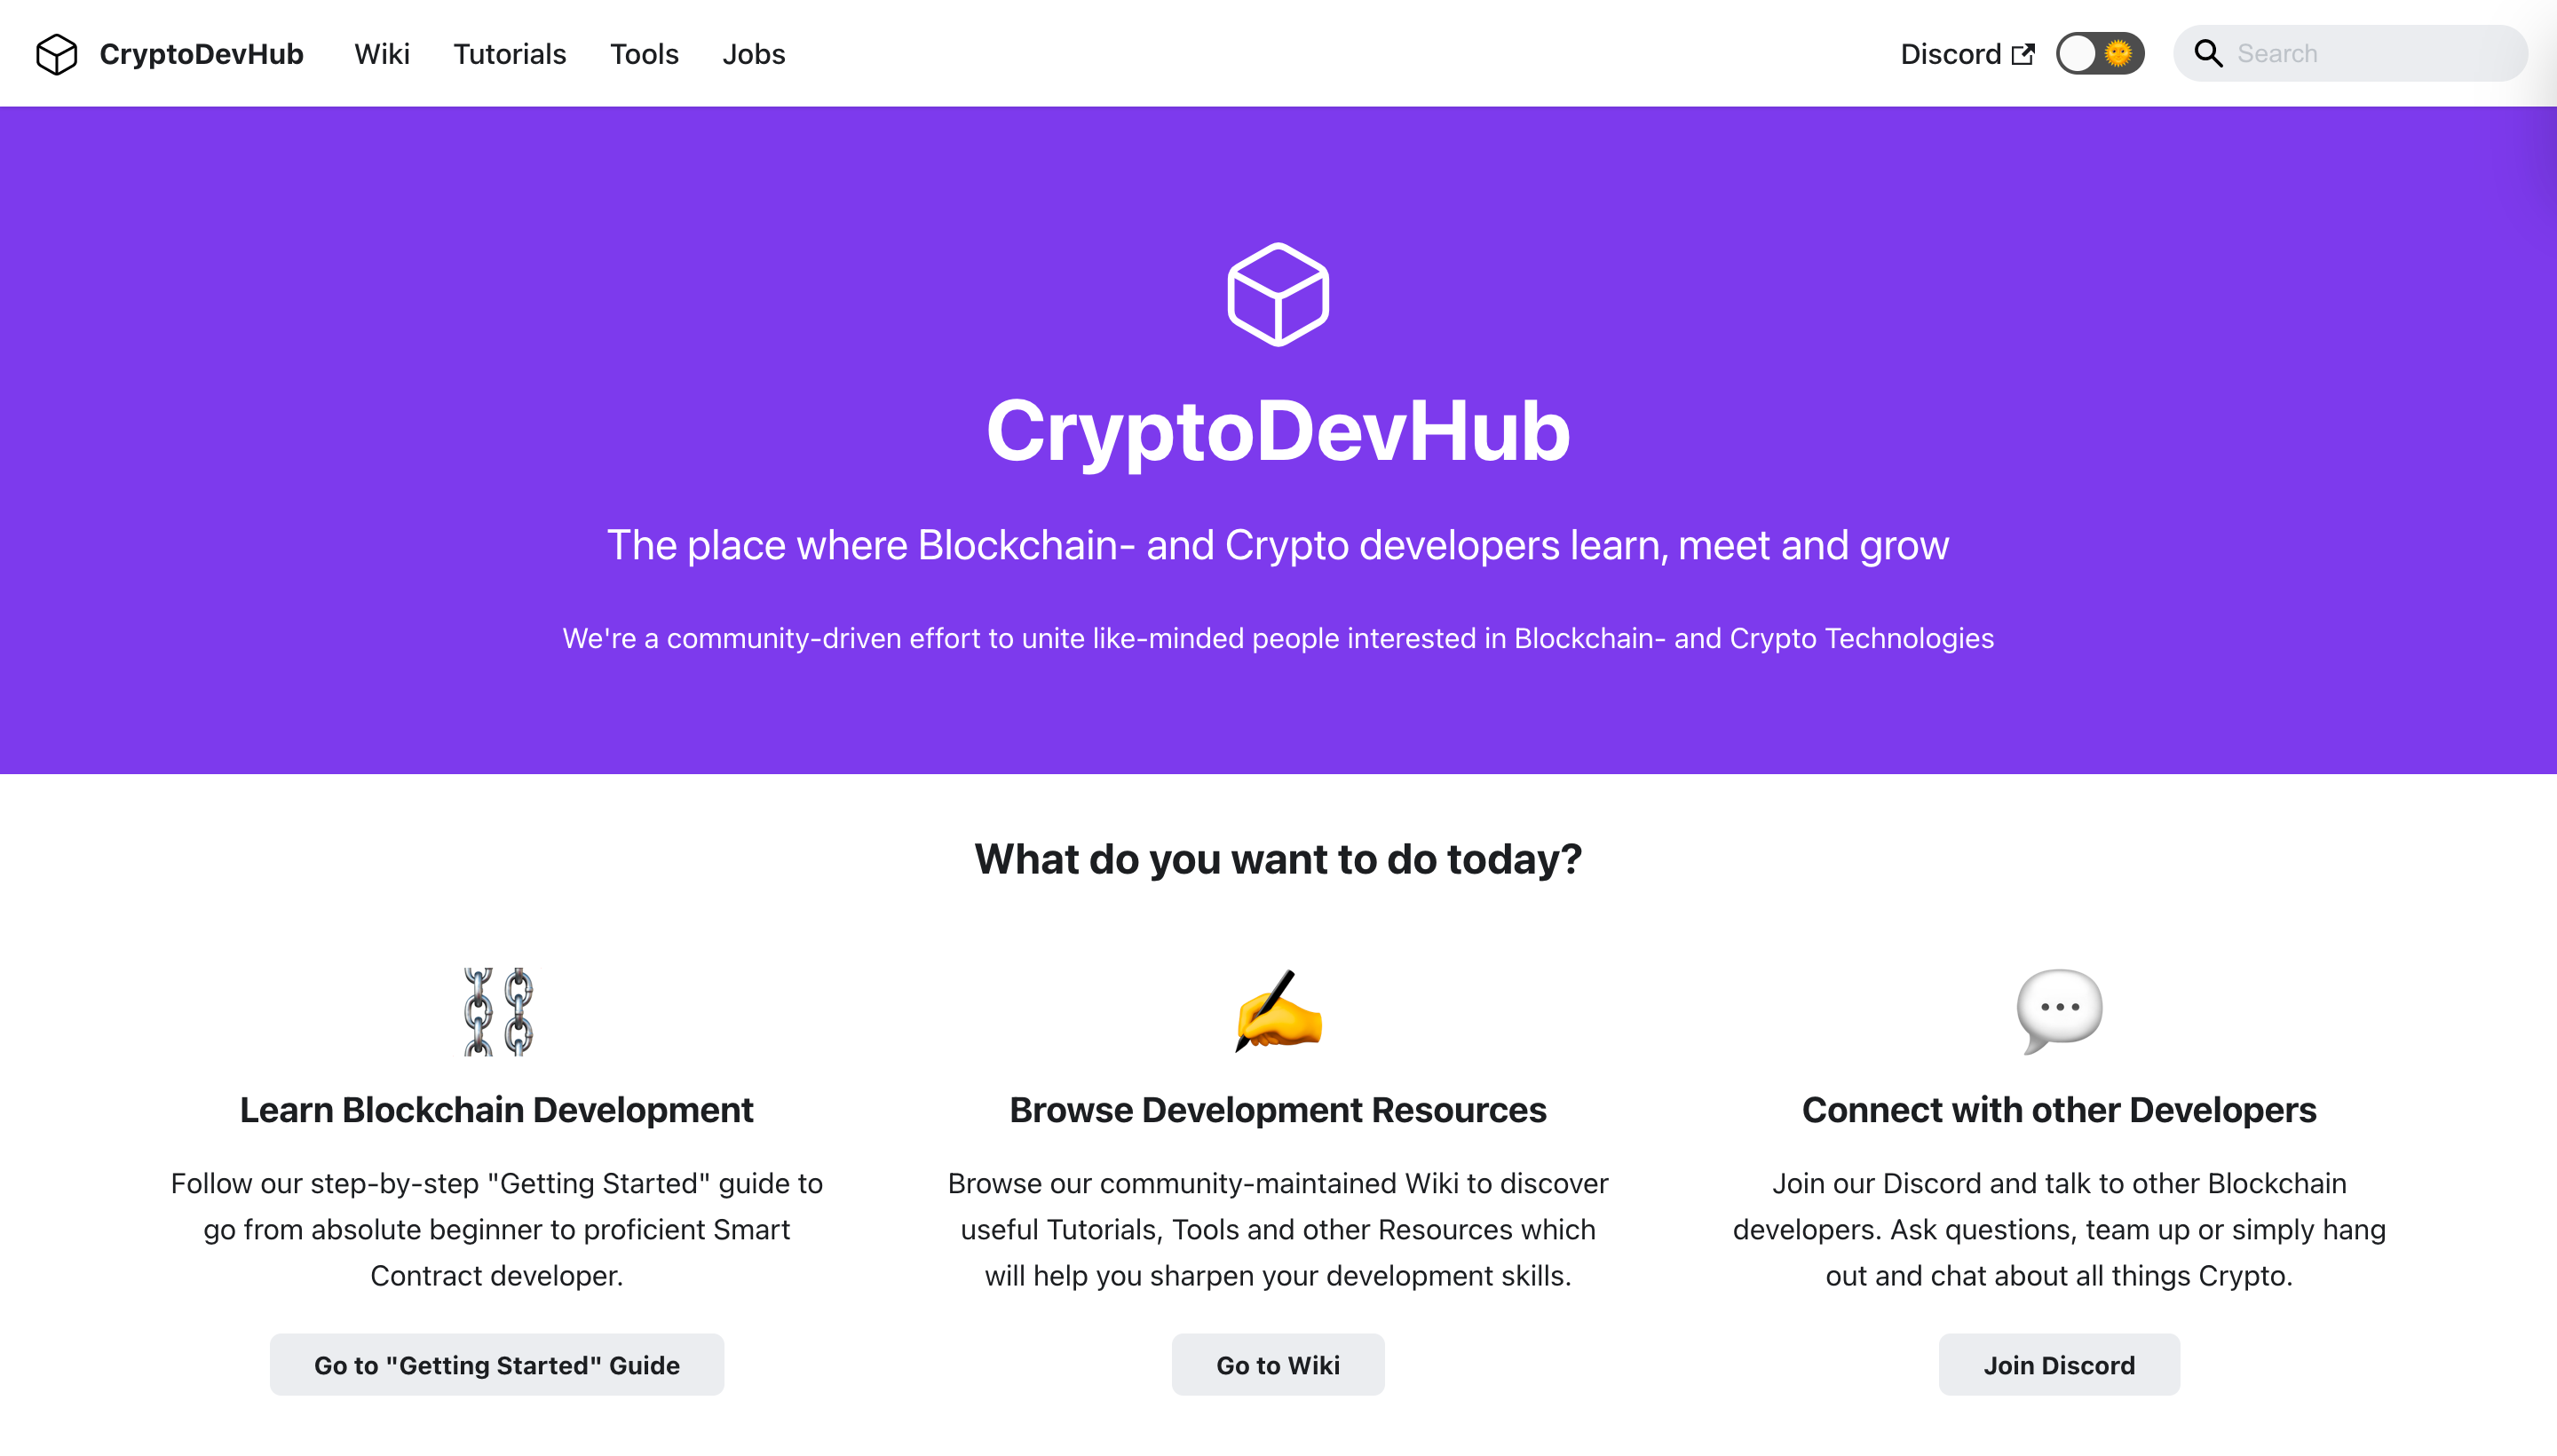 CryptoDevHub Wiki Tutorials Tools Jobs Discord Search
CryptoDevHub
The place where Blockchain- and Crypto developers learn, meet and grow
We're a community-driven effort to unite like-minded people interested in Blockchain- and Crypto Technologies
What do you want to do today?
Learn Blockchain Development
Follow our step-by-step "Getting Started" guide to
go from absolute beginner to proficient Smart
Contract developer.
Go to "Getting Started" Guide
Browse Development Resources
Browse our community-maintained Wiki to discover
useful Tutorials, Tools and other Resources which
will help you sharpen your development skills.
Go to Wiki
Connect with other Developers
Join our Discord and talk to other Blockchain
developers. Ask questions, team up or simply hang
out and chat about all things Crypto.
Join Discord